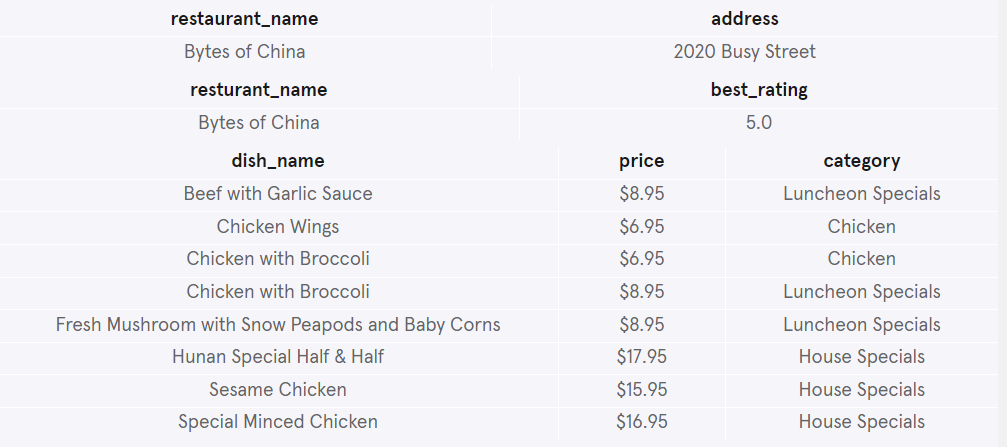 restaurant_name address
Bytes of China 2020 Busy Street
resturant_name best_rating
Bytes of China 5.0
dish_name price category
Beef with Garlic Sauce $8.95 Luncheon Specials
Chicken Wings $6.95 Chicken
Chicken with Broccoli $6.95 Chicken
Chicken with Broccoli $8.95 Luncheon Specials
Fresh Mushroom with Snow Peapods and Baby Corns $8.95 Luncheon Specials
Hunan Special Half & Half $17.95 House Specials
Sesame Chicken $15.95 House Specials
Special Minced Chicken $16.95 House Specials